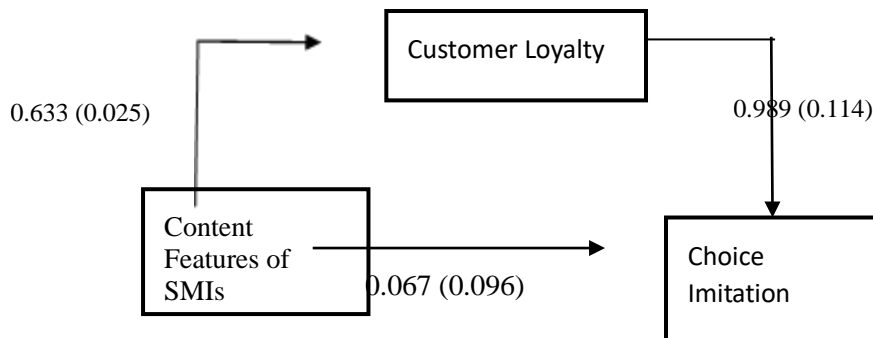 Customer Loyalty
0.633 (0.025)
0.989 (0.114)
Content
Features of
SMIs
0.067 (0.096)
Choice
Imitation